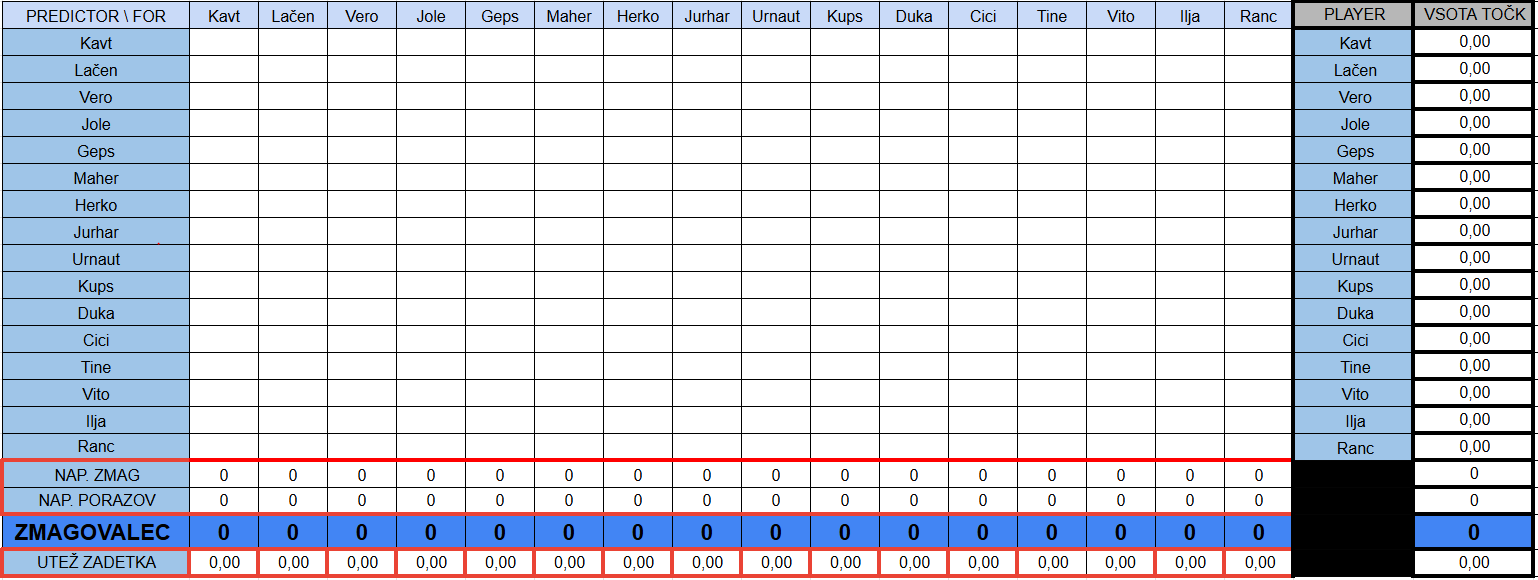 PREDICTOR \ FOR Kavt Lačen Vero Jole Geps Maher Herko Jurhar Urnaut Kups Duka Cici Tine Vito Ilja Ranc PLAYER VSOTA TOČK
Kavt Kavt 0,00
Lačen Lačen 0,00
Vero Vero 0,00
Jole Jole 0,00
Geps Geps 0,00
Maher Maher 0,00
Herko Herko 0,00
Jurhar Jurhar 0,00
Urnaut Urnaut 0,00
Kups Kups 0,00
Duka Duka 0,00
Cici Cici 0,00
Tine Tine 0,00
Vito Vito 0,00
Ilja Ilja 0,00
Ranc Ranc 0,00
NAP. ZMAG 0 0 0 0 0 0 0 0 0 0 0 0 0 0 0 0 0
NAP. PORAZOV 0 0 0 0 0 0 0 0 0 0 0 0 0 0 0 0 0
ZMAGOVALEC 0 0 0 0 0 0 0 0 0 0 0 0 0 0 0 0 0
UTEŽ ZADETKA 0,00 0,00 0,00 0,00 0,00 0,00 0,00 0,00 0,00 0,00 0,00 0,00 0,00 0,00 0,00 0,00 0,00